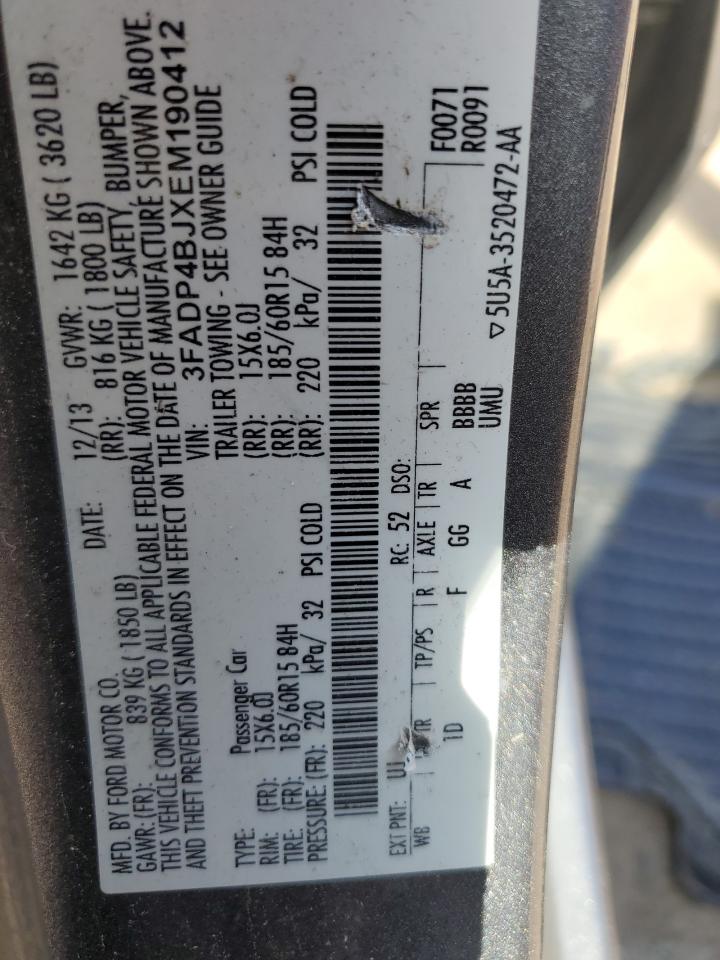 MFD. BY FORD MOTOR CO. DATE: 12/13 GVWR: 1642 KG ( 3620 LB)
GAWR: (FR): 839 KG ( 1850 LB) (RR): 816 KG ( 1800 LB)
THIS VEHICLE CONFORMS TO ALL APPLICABLE FEDERAL MOTOR VEHICLE SAFETY, BUMPER,
AND THEFT PREVENTION STANDARDS IN EFFECT ON THE DATE OF MANUFACTURE SHOWN ABOVE.
VIN: 3FADP4BJXEM190412
TYPE: Passenger Car TRAILER TOWING - SEE OWNER GUIDE
RIM: (FR): 15X6.0J (RR): 15X6.0J
TIRE: (FR): 185/60R15 84H (RR): 185/60R15 84H
PRESSURE: (FR): 220 kPa/ 32 PSI COLD (RR): 220 kPa/ 32 PSI COLD
EXT PNT: UJ RC: 52 DSO: F0071
WB TR TP/PS R AXLE TR SPR R0091
1D F GG A BBBB
UMU
▽ 5U5A-3520472-AA